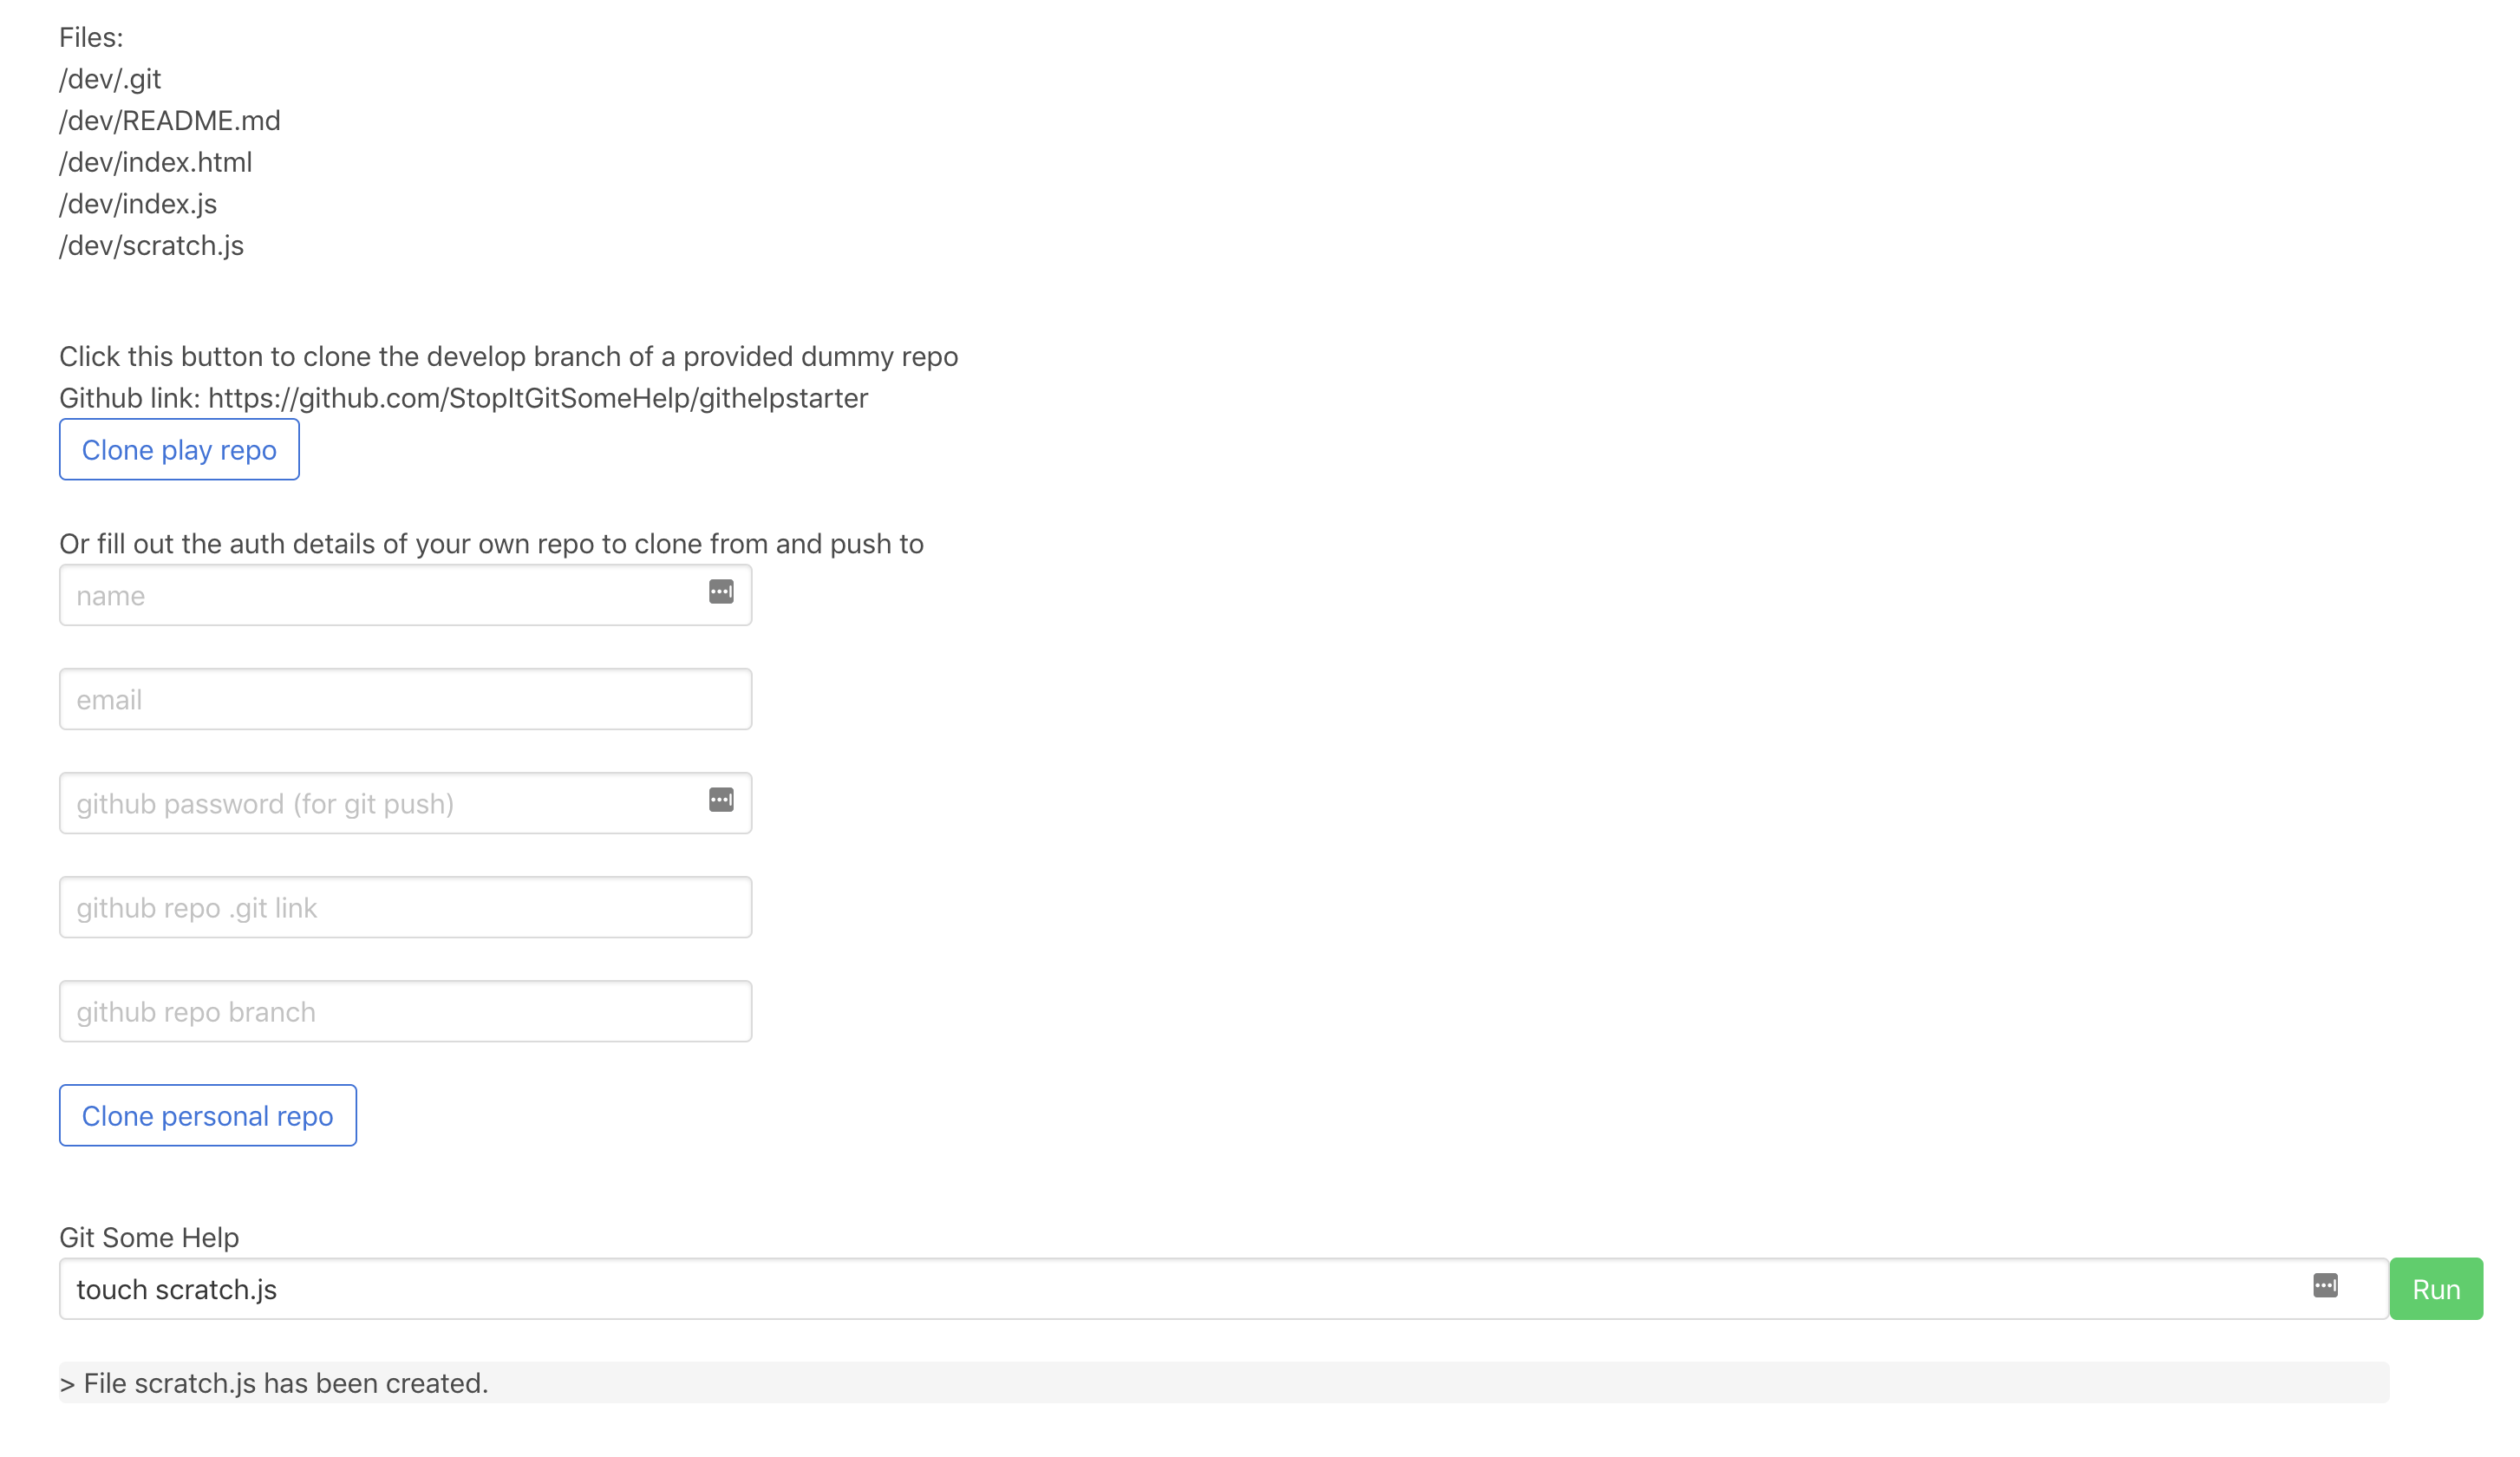 Files:
/dev/.git
/dev/README.md
/dev/index.html
/dev/index.js
/dev/scratch.js
Click this button to clone the develop branch of a provided dummy repo
Github link: https://github.com/StopItGitSomeHelp/githelpstarter
Clone play repo
Or fill out the auth details of your own repo to clone from and push to
name
email
github password (for git push)
github repo .git link
github repo branch
Clone personal repo
Git Some Help
touch scratch.js
Run
> File scratch.js has been created.